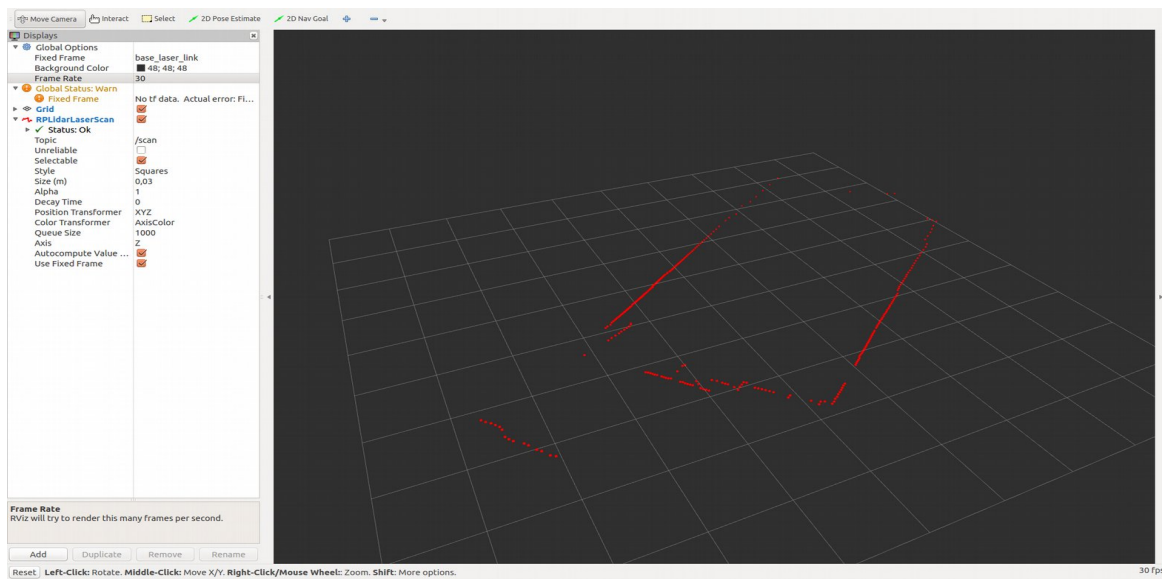 Move Camera Interact Select 2D Pose Estimate 2D Nav Goal
Displays
Global Options
Fixed Frame base_laser_link
Background Color 48; 48; 48
Frame Rate 30
Global Status: Warn
Fixed Frame No tf data. Actual error: Fi...
Grid
RPLidarLaserScan
Status: Ok
Topic /scan
Unreliable
Selectable
Style Squares
Size (m) 0,03
Alpha 1
Decay Time 0
Position Transformer XYZ
Color Transformer AxisColor
Queue Size 1000
Axis Z
Autocompute Value ...
Use Fixed Frame
Frame Rate
RViz will try to render this many frames per second.
Add Duplicate Remove Rename
Reset Left-Click: Rotate. Middle-Click: Move X/Y. Right-Click/Mouse Wheel:: Zoom. Shift: More options. 30 fps